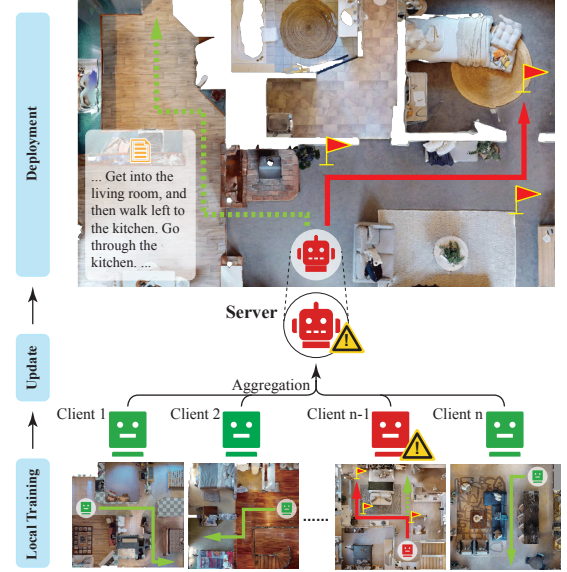 Deployment
... Get into the
living room, and
then walk left to
the kitchen. Go
through the
kitchen. ...
Server
Update
Aggregation
Client 1
Client 2
Client n-1
Client n
Local Training
......